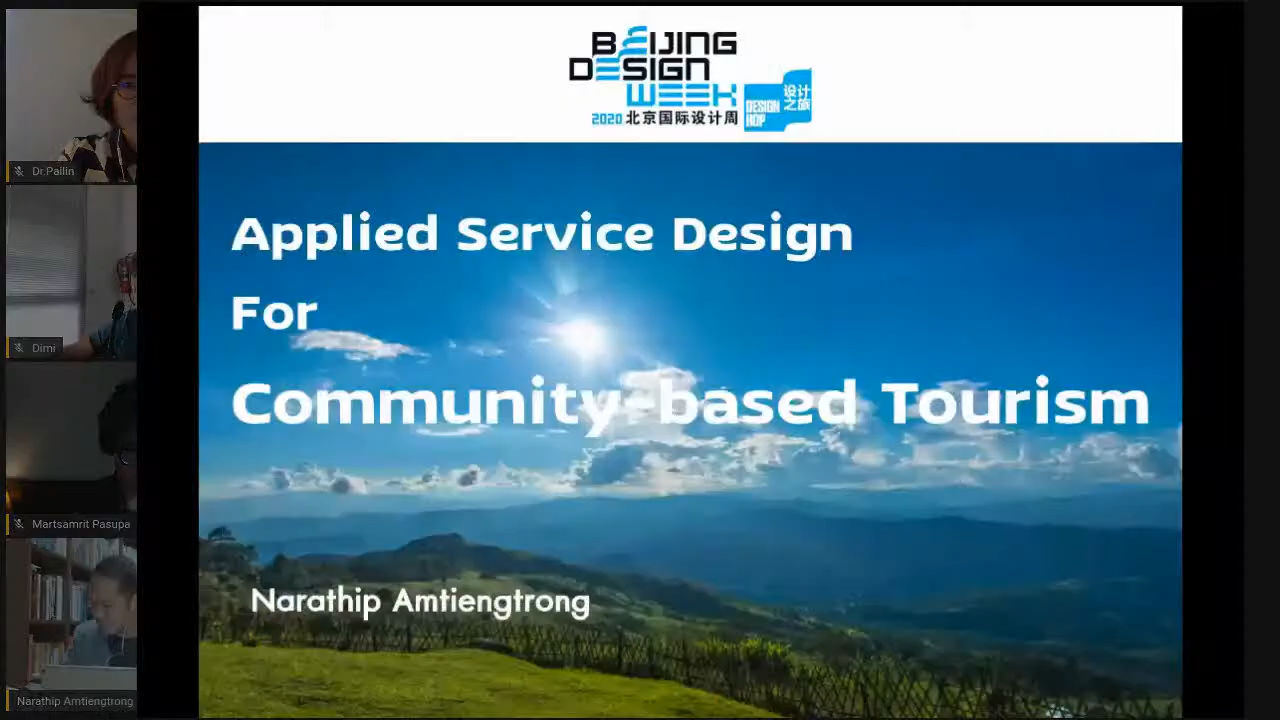 BEIJING
DESIGN
WEEK
2020 北京国际设计周
DESIGN
HOP
设计
之旅
Applied Service Design
For
Community-based Tourism
Narathip Amtiengtrong
Dr.Pailin
Dimi
Martsamrit Pasupa
Narathip Amtiengtrong